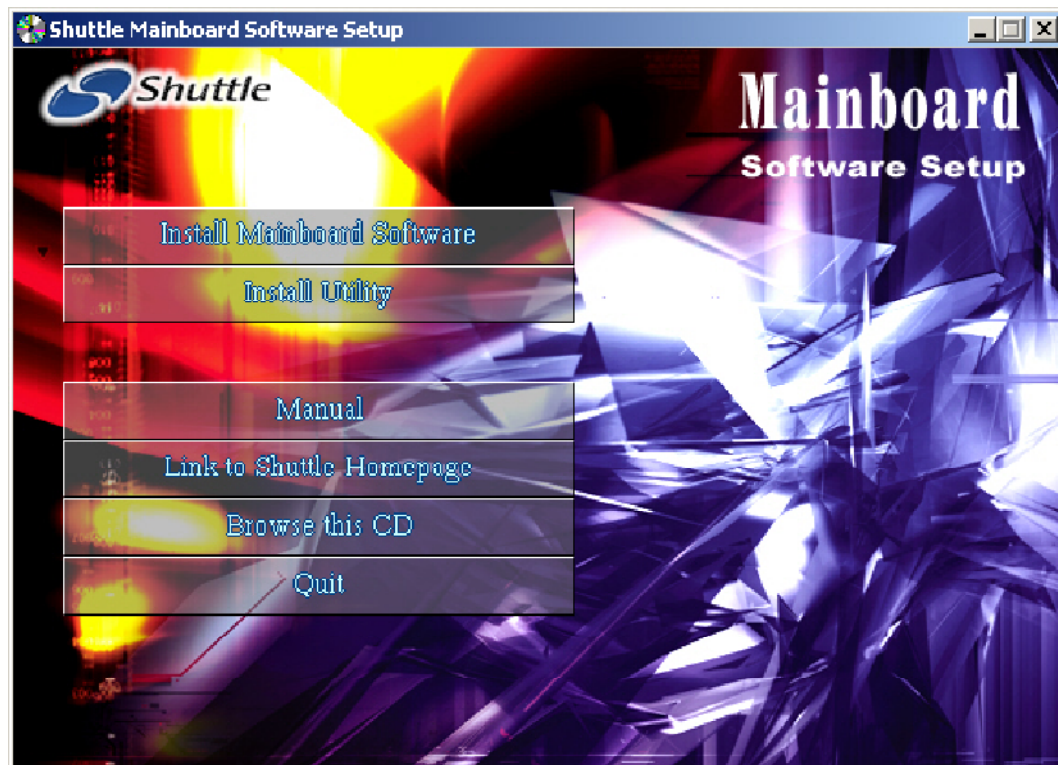 Shuttle Mainboard Software Setup
Shuttle
Mainboard
Software Setup
Install Mainboard Software
Install Utility
Manual
Link to Shuttle Homepage
Browse this CD
Quit